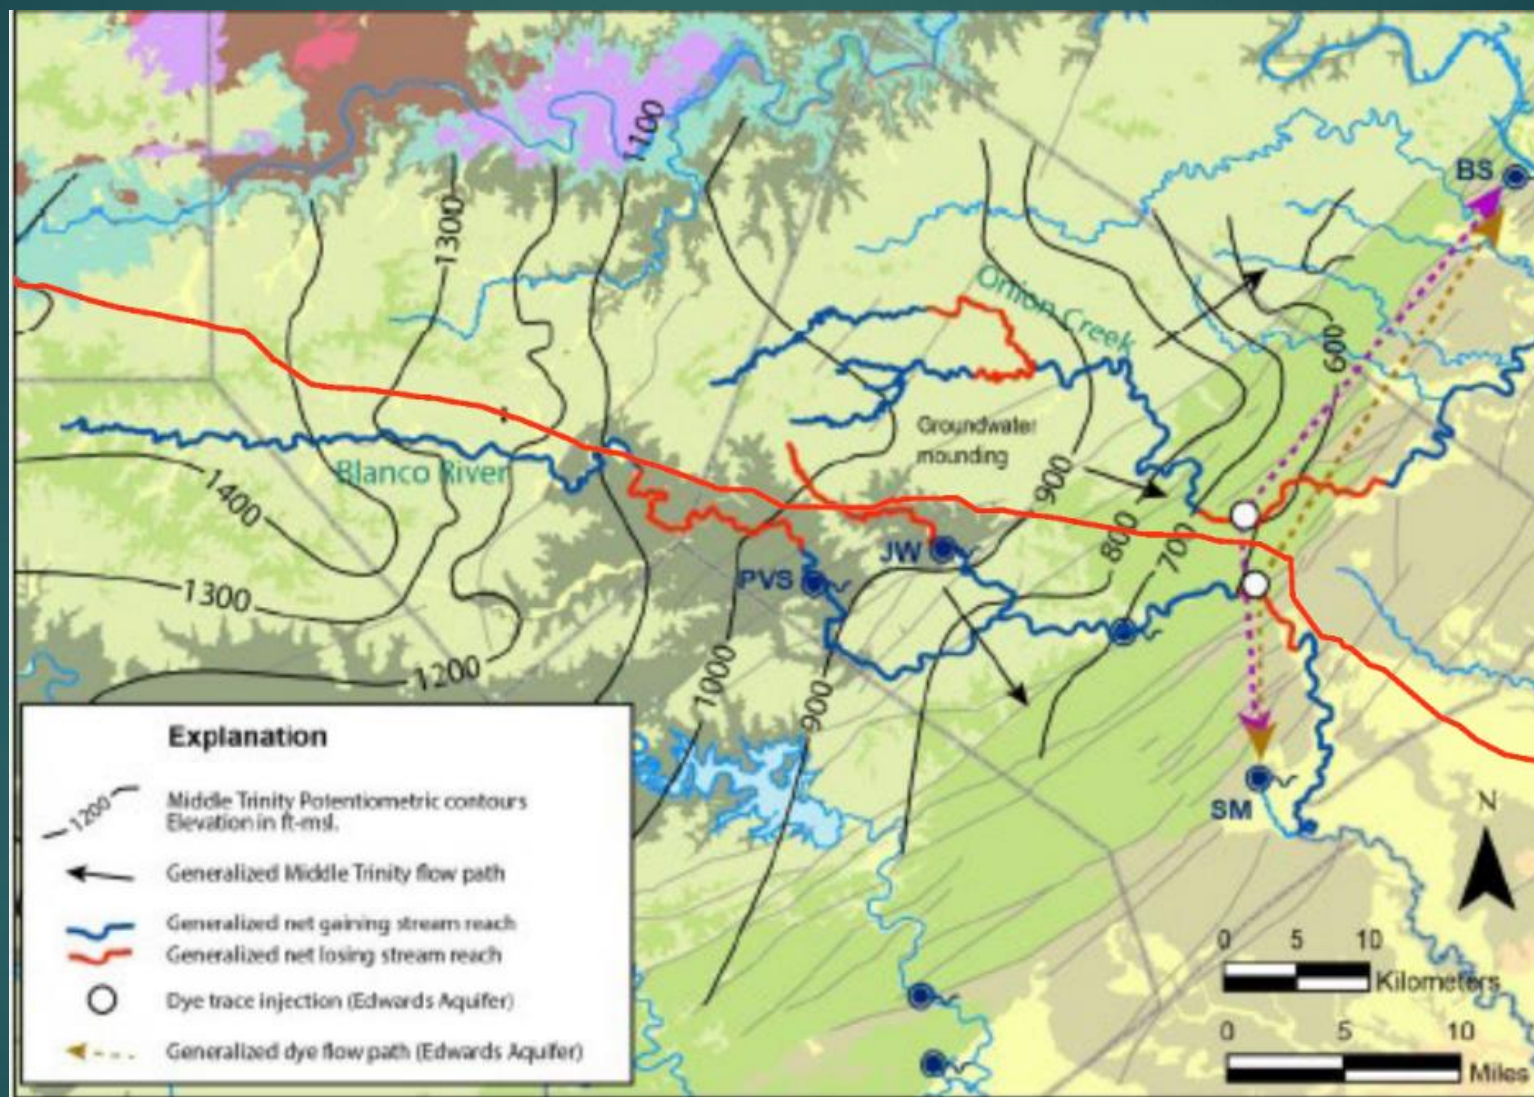 1100
BS
1300
Onion Creek
600
Groundwater
mounding
Blanco River
1400
900
800
700
JW
PVS
1300
1200
1000
900
SM
N
Explanation
1200
Middle Trinity Potentiometric contours
Elevation in ft-msl.
Generalized Middle Trinity flow path
Generalized net gaining stream reach
Generalized net losing stream reach
Dye trace injection (Edwards Aquifer)
Generalized dye flow path (Edwards Aquifer)
0 5 10
Kilometers
0 5 10
Miles